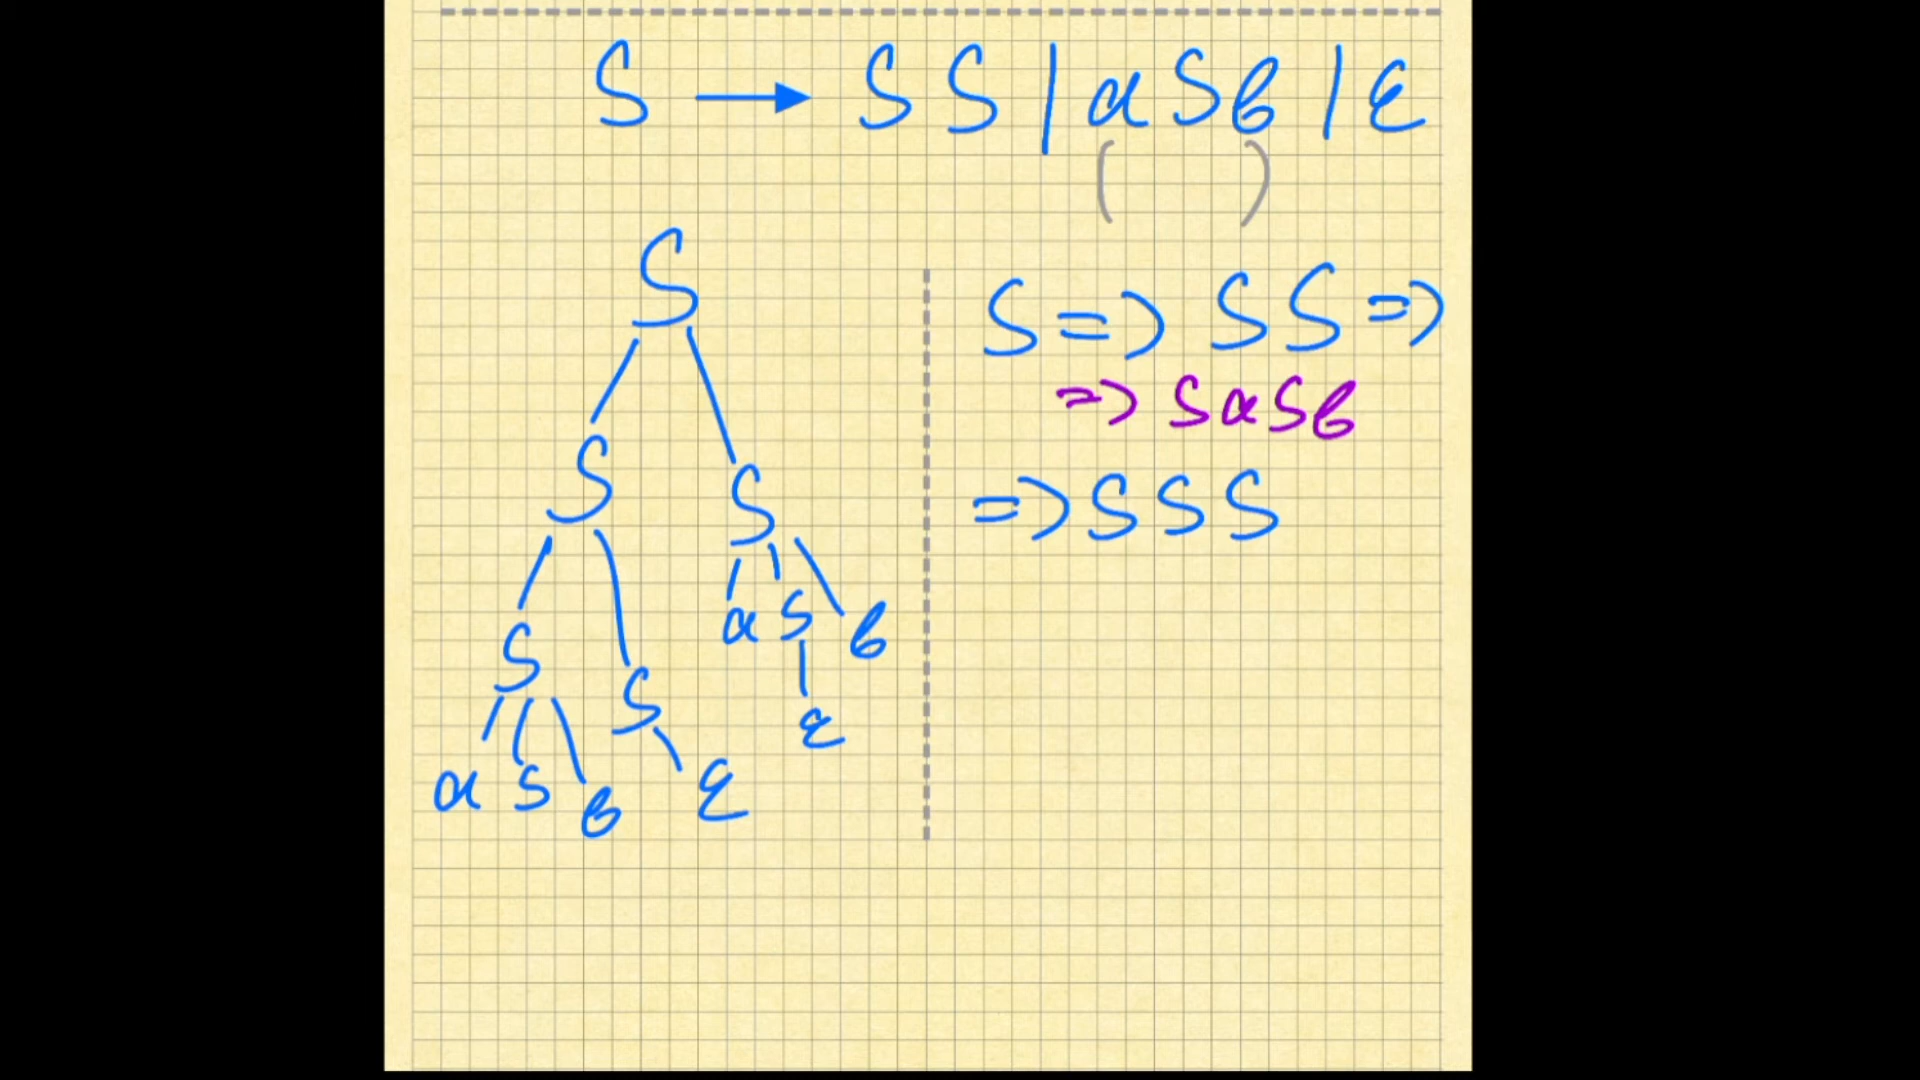 S → SS | aSb | ε
( )
S
S S
a S b
S S
ε
a S b ε
S ⇒ SS ⇒
⇒ SaSb
⇒ SSS